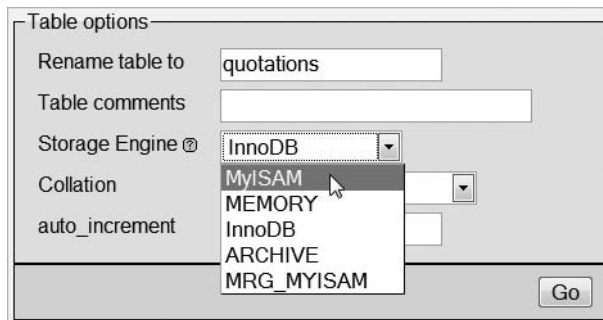 Table options
Rename table to quotations
Table comments
Storage Engine InnoDB
MyISAM
Collation
MEMORY
InnoDB
auto_increment
ARCHIVE
MRG_MYISAM
Go